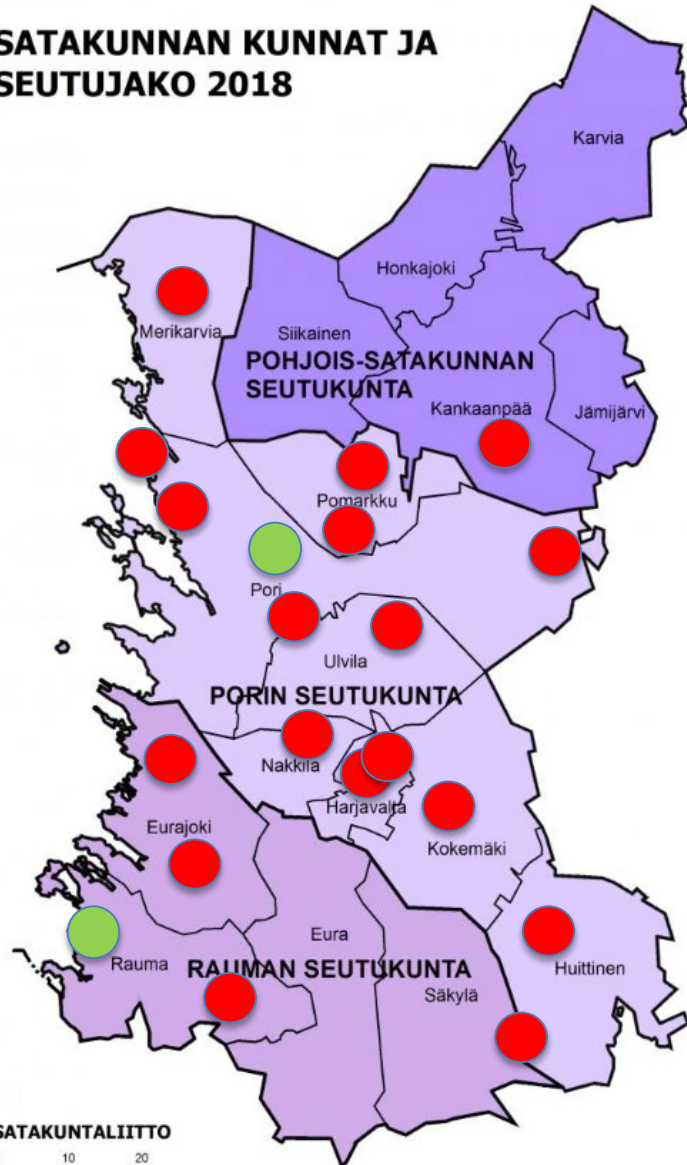 SATAKUNNAN KUNNAT JA
SEUTUJAKO 2018
Karvia
Honkajoki
Merikarvia
Siikainen
POHJOIS-SATAKUNNAN
SEUTUKUNTA
Kankaanpää
Jämijärvi
Pomarkku
Pori
Ulvila
PORIN SEUTUKUNTA
Nakkila
Harjavalta
Kokemäki
Eurajoki
Eura
Rauma
RAUMAN SEUTUKUNTA
Huittinen
Säkylä
SATAKUNTALIITTO
10 20